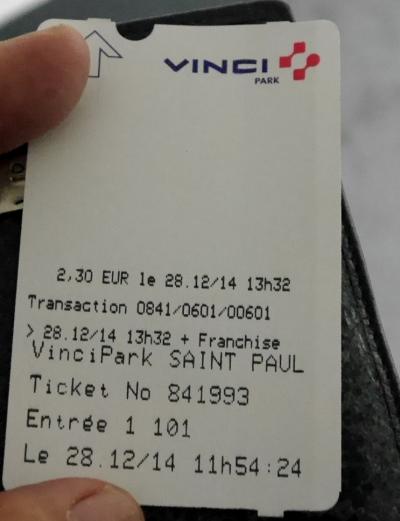 VINCI
PARK
2,30 EUR le 28.12/14 13h32
Transaction 0841/0601/00601
> 28.12/14 13h32 + Franchise
VinciPark SAINT PAUL
Ticket No 841993
Entrée 1 101
Le 28.12/14 11h54:24